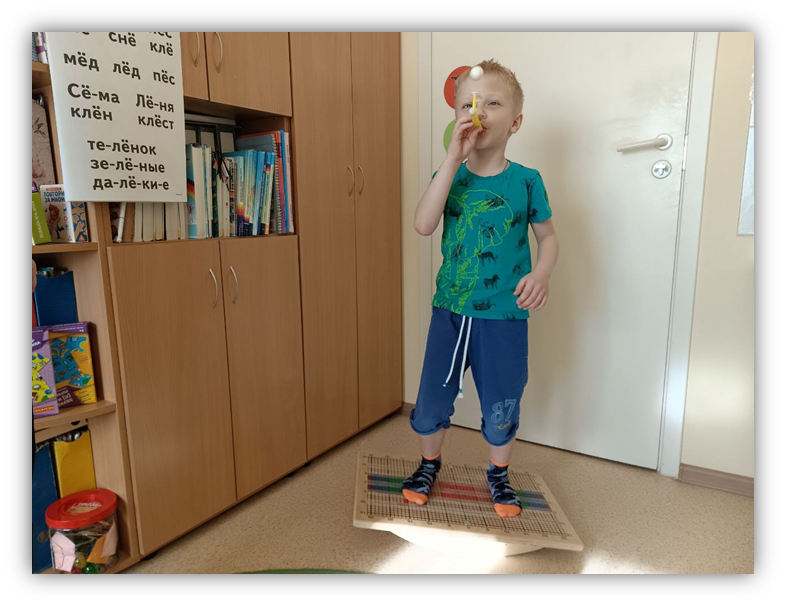 снё клё
мёд лёд пёс
Сё-ма Лё-ня
клён клёст
те-лёнок
зе-лё-ные
да-лё-ки-е
87